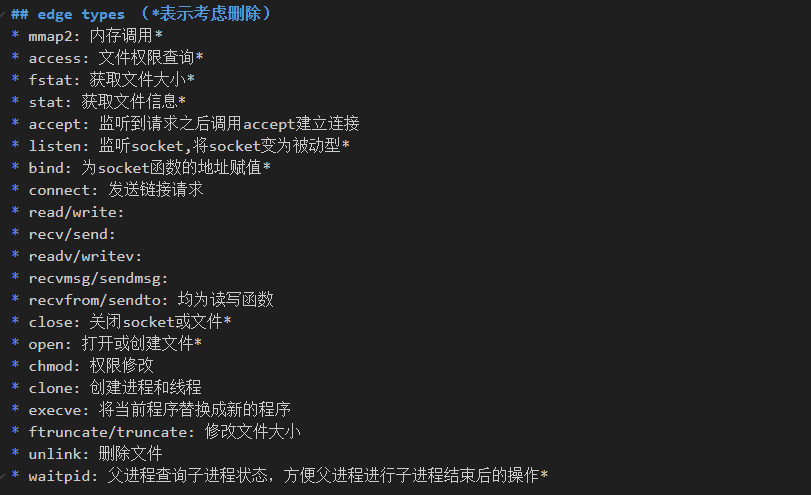 ## edge types （*表示考虑删除）
* mmap2: 内存调用*
* access: 文件权限查询*
* fstat: 获取文件大小*
* stat: 获取文件信息*
* accept: 监听到请求之后调用accept建立连接
* listen: 监听socket,将socket变为被动型*
* bind: 为socket函数的地址赋值*
* connect: 发送链接请求
* read/write:
* recv/send:
* readv/writev:
* recvmsg/sendmsg:
* recvfrom/sendto: 均为读写函数
* close: 关闭socket或文件*
* open: 打开或创建文件*
* chmod: 权限修改
* clone: 创建进程和线程
* execve: 将当前程序替换成新的程序
* ftruncate/truncate: 修改文件大小
* unlink: 删除文件
* waitpid: 父进程查询子进程状态，方便父进程进行子进程结束后的操作*